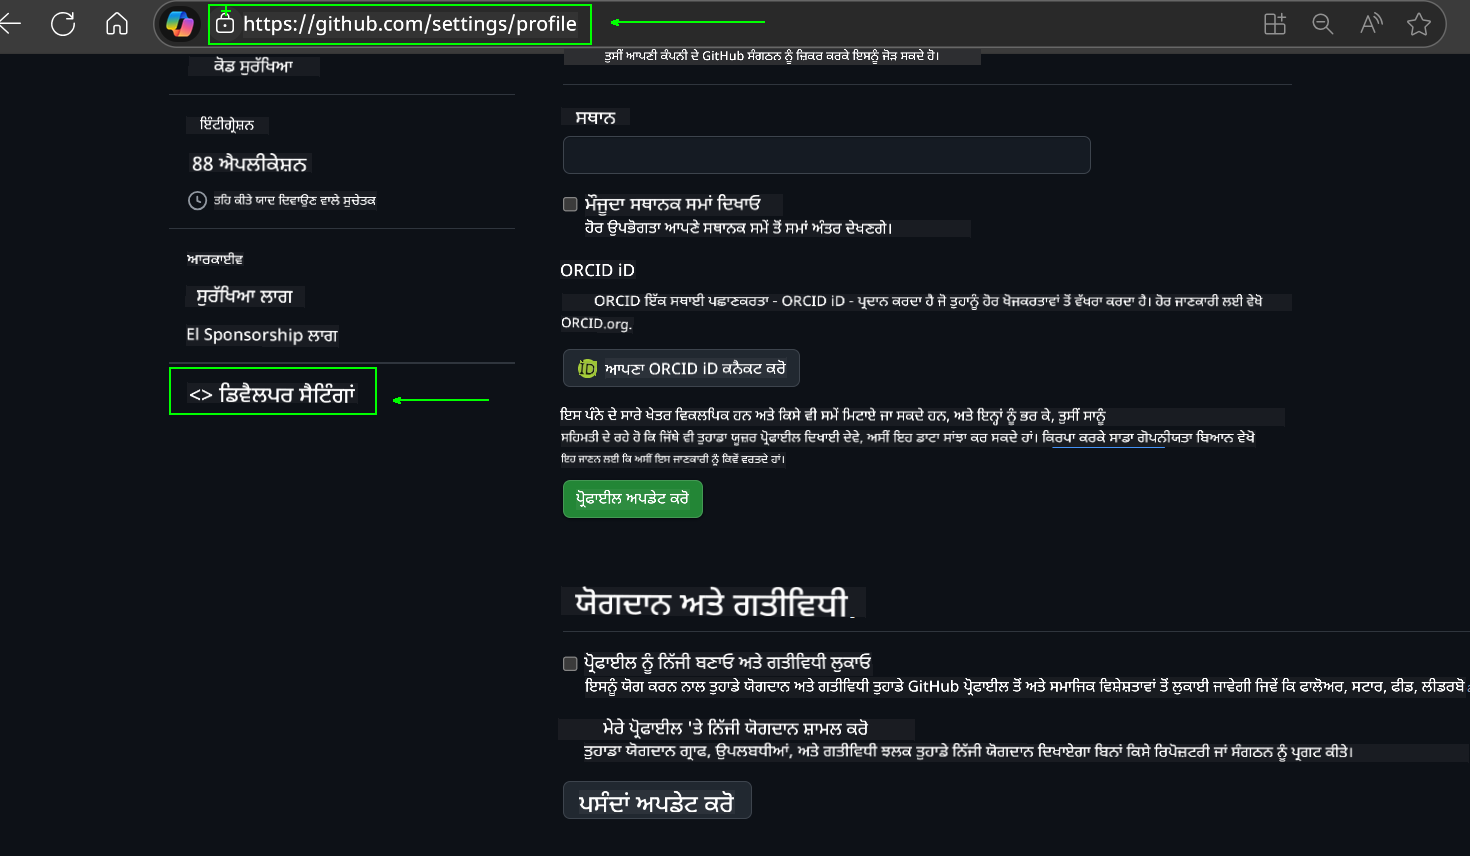 https://github.com/settings/profile
ਕੋਡ ਸੁਰੱਖਿਆ
ਇੰਟੀਗ੍ਰੇਸ਼ਨ
88 ਐਪਲੀਕੇਸ਼ਨ
ਤਹਿ ਕੀਤੇ ਯਾਦ ਦਿਵਾਉਣ ਵਾਲੇ ਸੁਚੇਤਕ
ਆਰਕਾਈਵ
ਸੁਰੱਖਿਆ ਲਾਗ
El Sponsorship ਲਾਗ
<> ਡਿਵੈਲਪਰ ਸੈਟਿੰਗਾਂ
ਤੁਸੀਂ ਆਪਣੀ ਕੰਪਨੀ ਦੇ GitHub ਸੰਗਠਨ ਨੂੰ ਜ਼ਿਕਰ ਕਰਕੇ ਇਸਨੂੰ ਜੋੜ ਸਕਦੇ ਹੋ।
ਸਥਾਨ
ਮੌਜੂਦਾ ਸਥਾਨਕ ਸਮਾਂ ਦਿਖਾਓ
ਹੋਰ ਉਪਭੋਗਤਾ ਆਪਣੇ ਸਥਾਨਕ ਸਮੇਂ ਤੋਂ ਸਮਾਂ ਅੰਤਰ ਦੇਖਣਗੇ।
ORCID iD
ORCID ਇੱਕ ਸਥਾਈ ਪਛਾਣਕਰਤਾ - ORCID iD - ਪ੍ਰਦਾਨ ਕਰਦਾ ਹੈ ਜੋ ਤੁਹਾਨੂੰ ਹੋਰ ਖੋਜਕਰਤਾਵਾਂ ਤੋਂ ਵੱਖਰਾ ਕਰਦਾ ਹੈ। ਹੋਰ ਜਾਣਕਾਰੀ ਲਈ ਵੇਖੋ
ORCID.org.
iD ਆਪਣਾ ORCID iD ਕਨੈਕਟ ਕਰੋ
ਇਸ ਪੰਨੇ ਦੇ ਸਾਰੇ ਖੇਤਰ ਵਿਕਲਪਿਕ ਹਨ ਅਤੇ ਕਿਸੇ ਵੀ ਸਮੇਂ ਮਿਟਾਏ ਜਾ ਸਕਦੇ ਹਨ, ਅਤੇ ਇਨ੍ਹਾਂ ਨੂੰ ਭਰ ਕੇ, ਤੁਸੀਂ ਸਾਨੂੰ
ਸਹਿਮਤੀ ਦੇ ਰਹੇ ਹੋ ਕਿ ਜਿੱਥੇ ਵੀ ਤੁਹਾਡਾ ਯੂਜ਼ਰ ਪ੍ਰੋਫਾਈਲ ਦਿਖਾਈ ਦੇਵੇ, ਅਸੀਂ ਇਹ ਡਾਟਾ ਸਾਂਝਾ ਕਰ ਸਕਦੇ ਹਾਂ। ਕਿਰਪਾ ਕਰਕੇ ਸਾਡਾ ਗੋਪਨੀਯਤਾ ਬਿਆਨ ਵੇਖੋ
ਇਹ ਜਾਣਨ ਲਈ ਕਿ ਅਸੀਂ ਇਸ ਜਾਣਕਾਰੀ ਨੂੰ ਕਿਵੇਂ ਵਰਤਦੇ ਹਾਂ।
ਪ੍ਰੋਫਾਈਲ ਅਪਡੇਟ ਕਰੋ
ਯੋਗਦਾਨ ਅਤੇ ਗਤੀਵਿਧੀ
ਪ੍ਰੋਫਾਈਲ ਨੂੰ ਨਿੱਜੀ ਬਣਾਓ ਅਤੇ ਗਤੀਵਿਧੀ ਲੁਕਾਓ
ਇਸਨੂੰ ਯੋਗ ਕਰਨ ਨਾਲ ਤੁਹਾਡੇ ਯੋਗਦਾਨ ਅਤੇ ਗਤੀਵਿਧੀ ਤੁਹਾਡੇ GitHub ਪ੍ਰੋਫਾਈਲ ਤੋਂ ਅਤੇ ਸਮਾਜਿਕ ਵਿਸ਼ੇਸ਼ਤਾਵਾਂ ਤੋਂ ਲੁਕਾਈ ਜਾਵੇਗੀ ਜਿਵੇਂ ਕਿ ਫਾਲੋਅਰ, ਸਟਾਰ, ਫੀਡ, ਲੀਡਰਬੋ
ਮੇਰੇ ਪ੍ਰੋਫਾਈਲ 'ਤੇ ਨਿੱਜੀ ਯੋਗਦਾਨ ਸ਼ਾਮਲ ਕਰੋ
ਤੁਹਾਡਾ ਯੋਗਦਾਨ ਗ੍ਰਾਫ, ਉਪਲਬਧੀਆਂ, ਅਤੇ ਗਤੀਵਿਧੀ ਝਲਕ ਤੁਹਾਡੇ ਨਿੱਜੀ ਯੋਗਦਾਨ ਦਿਖਾਏਗਾ ਬਿਨਾਂ ਕਿਸੇ ਰਿਪੋਜ਼ਟਰੀ ਜਾਂ ਸੰਗਠਨ ਨੂੰ ਪ੍ਰਗਟ ਕੀਤੇ।
ਪਸੰਦਾਂ ਅਪਡੇਟ ਕਰੋ